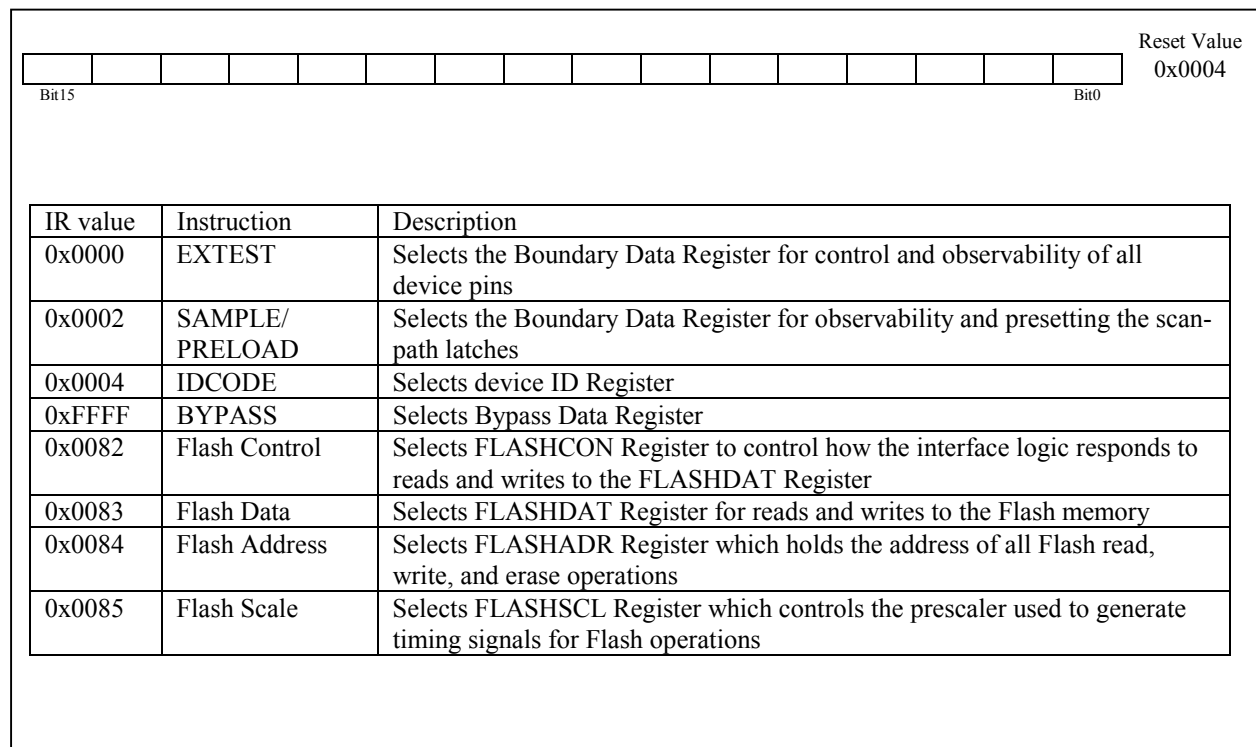 Reset Value
0x0004
Bit15
Bit0
IR value Instruction Description
0x0000 EXTEST Selects the Boundary Data Register for control and observability of all
device pins
0x0002 SAMPLE/ Selects the Boundary Data Register for observability and presetting the scan-
PRELOAD path latches
0x0004 IDCODE Selects device ID Register
0xFFFF BYPASS Selects Bypass Data Register
0x0082 Flash Control Selects FLASHCON Register to control how the interface logic responds to
reads and writes to the FLASHDAT Register
0x0083 Flash Data Selects FLASHDAT Register for reads and writes to the Flash memory
0x0084 Flash Address Selects FLASHADR Register which holds the address of all Flash read,
write, and erase operations
0x0085 Flash Scale Selects FLASHSCL Register which controls the prescaler used to generate
timing signals for Flash operations